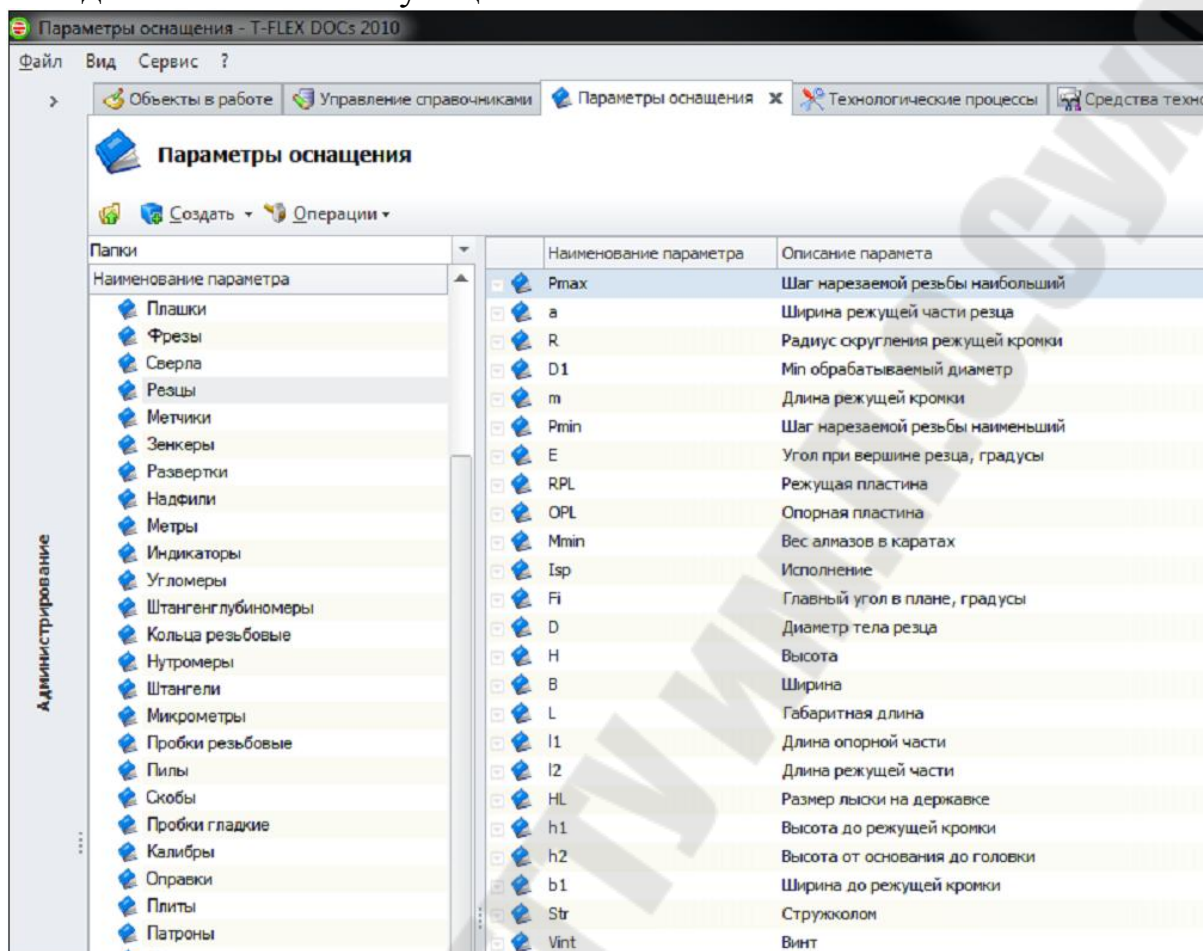 Параметры оснащения - T-FLEX DOCs 2010
Файл Вид Сервис ?
Объекты в работе Управление справочниками Параметры оснащения Технологические процессы Средства техно
Параметры оснащения
Создать Операции
Папки
Наименование параметра
Плашки
Фрезы
Сверла
Резцы
Метчики
Зенкеры
Развертки
Надфили
Метры
Индикаторы
Угломеры
Штангенглубиномеры
Кольца резьбовые
Нутромеры
Штангели
Микрометры
Пробки резьбовые
Пилы
Скобы
Пробки гладкие
Калибры
Оправки
Плиты
Патроны
Наименование параметра Описание парамета
Pmax Шаг нарезаемой резьбы наибольший
a Ширина режущей части резца
R Радиус скругления режущей кромки
D1 Min обрабатываемый диаметр
m Длина режущей кромки
Pmin Шаг нарезаемой резьбы наименьший
E Угол при вершине резца, градусы
RPL Режущая пластина
OPL Опорная пластина
Mmin Вес алмазов в каратах
Isp Исполнение
Fi Главный угол в плане, градусы
D Диаметр тела резца
H Высота
B Ширина
L Габаритная длина
l1 Длина опорной части
l2 Длина режущей части
HL Размер лыски на державке
h1 Высота до режущей кромки
h2 Высота от основания до головки
b1 Ширина до режущей кромки
Str Стружколом
Vint Винт
Администрирование